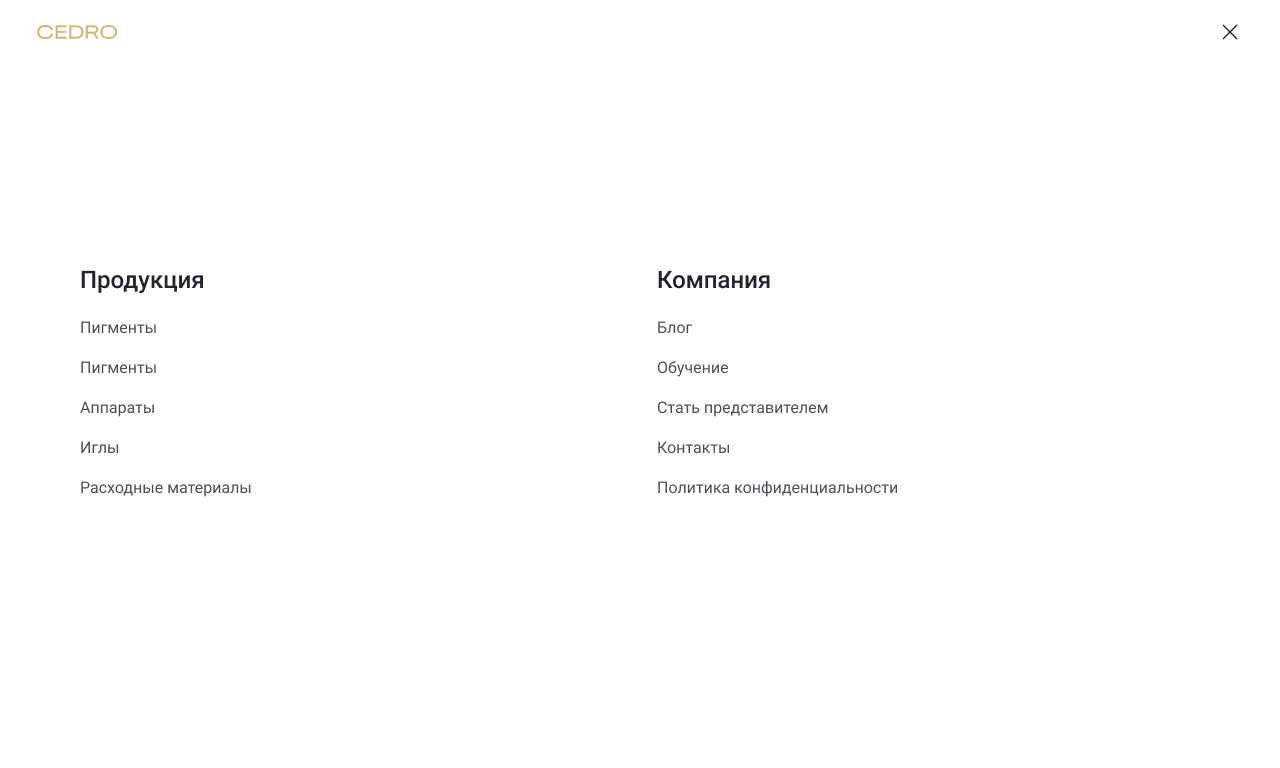 CEDRO
Продукция
Пигменты
Пигменты
Аппараты
Иглы
Расходные материалы
Компания
Блог
Обучение
Стать представителем
Контакты
Политика конфиденциальности